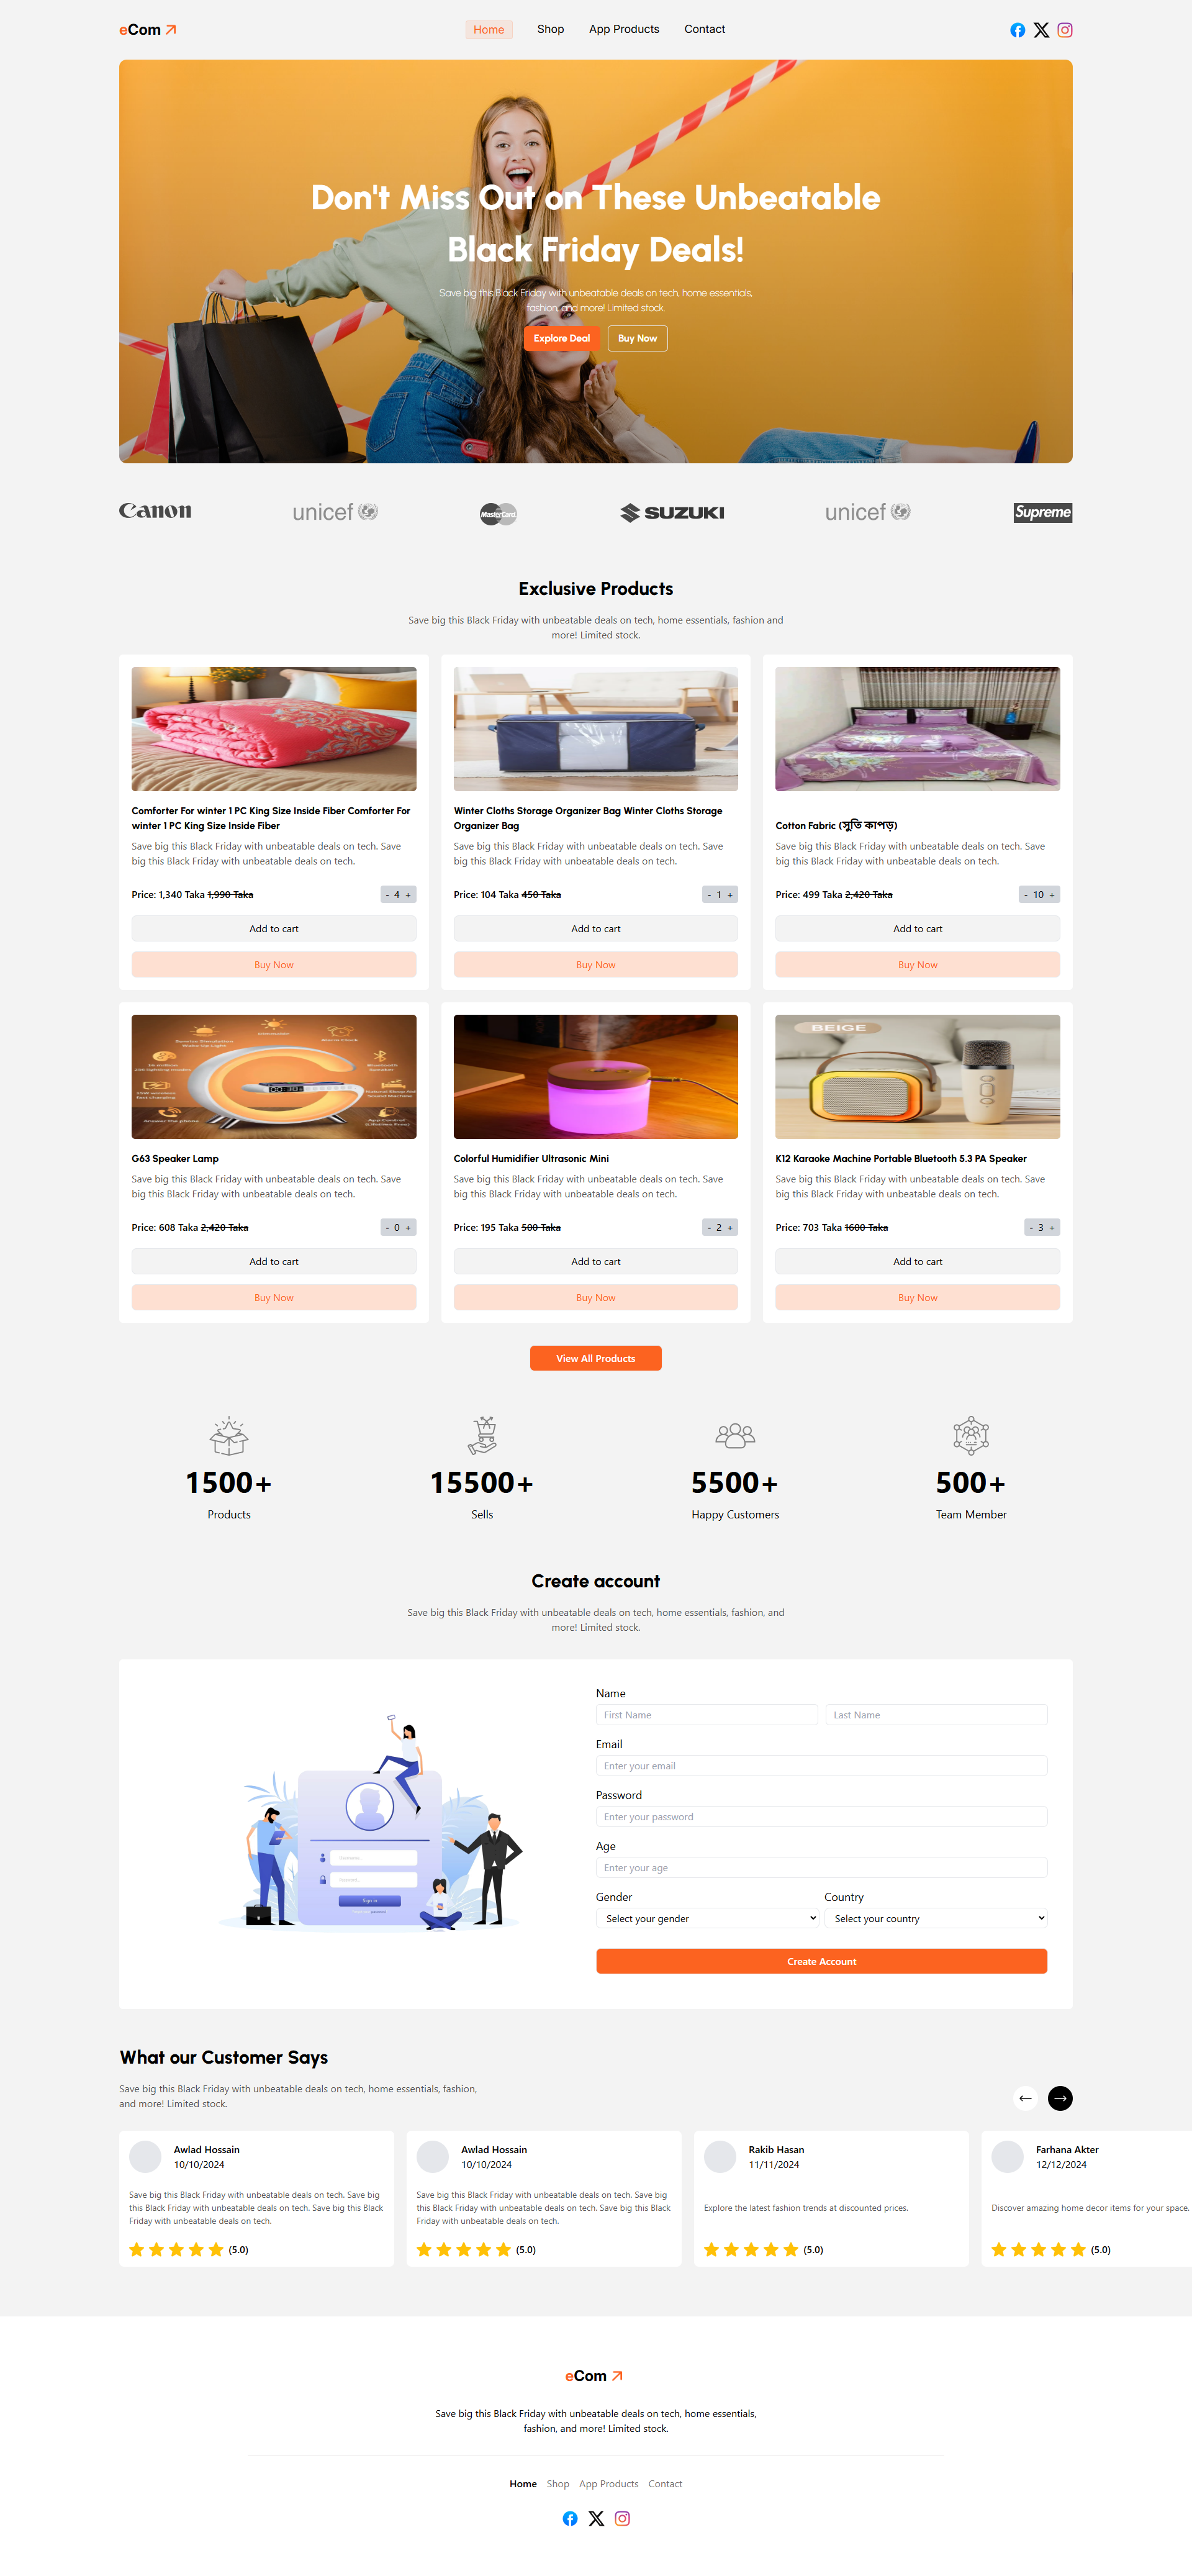 eCom
Home Shop App Products Contact
Don't Miss Out on These Unbeatable
Black Friday Deals!
Save big this Black Friday with unbeatable deals on tech, home essentials,
fashion, and more! Limited stock.
Explore Deal Buy Now
Canon unicef MasterCard SUZUKI unicef Supreme
Exclusive Products
Save big this Black Friday with unbeatable deals on tech, home essentials, fashion and
more! Limited stock.
Comforter For winter 1 PC King Size Inside Fiber Comforter For
winter 1 PC King Size Inside Fiber
Save big this Black Friday with unbeatable deals on tech. Save
big this Black Friday with unbeatable deals on tech.
Price: 1,340 Taka 1,990 Taka - 4 +
Add to cart
Buy Now
Winter Cloths Storage Organizer Bag Winter Cloths Storage
Organizer Bag
Save big this Black Friday with unbeatable deals on tech. Save
big this Black Friday with unbeatable deals on tech.
Price: 104 Taka 450 Taka - 1 +
Add to cart
Buy Now
Cotton Fabric (সুতি কাপড়)
Save big this Black Friday with unbeatable deals on tech. Save
big this Black Friday with unbeatable deals on tech.
Price: 499 Taka 2,420 Taka - 10 +
Add to cart
Buy Now
Alarm Clock
Bluetooth
Speaker
Answer the phone
App Control
G63 Speaker Lamp
Save big this Black Friday with unbeatable deals on tech. Save
big this Black Friday with unbeatable deals on tech.
Price: 608 Taka 2,420 Taka - 0 +
Add to cart
Buy Now
Colorful Humidifier Ultrasonic Mini
Save big this Black Friday with unbeatable deals on tech. Save
big this Black Friday with unbeatable deals on tech.
Price: 195 Taka 500 Taka - 2 +
Add to cart
Buy Now
BEIGE
K12 Karaoke Machine Portable Bluetooth 5.3 PA Speaker
Save big this Black Friday with unbeatable deals on tech. Save
big this Black Friday with unbeatable deals on tech.
Price: 703 Taka 1600 Taka - 3 +
Add to cart
Buy Now
View All Products
1500+ 15500+ 5500+ 500+
Products Sells Happy Customers Team Member
Create account
Save big this Black Friday with unbeatable deals on tech, home essentials, fashion, and
more! Limited stock.
Sign in
Name
First Name Last Name
Email
Enter your email
Password
Enter your password
Age
Enter your age
Gender Country
Select your gender Select your country
Create Account
What our Customer Says
Save big this Black Friday with unbeatable deals on tech, home essentials, fashion,
and more! Limited stock.
Awlad Hossain
10/10/2024
Save big this Black Friday with unbeatable deals on tech. Save big
this Black Friday with unbeatable deals on tech. Save big this Black
Friday with unbeatable deals on tech.
(5.0)
Awlad Hossain
10/10/2024
Save big this Black Friday with unbeatable deals on tech. Save big
this Black Friday with unbeatable deals on tech. Save big this Black
Friday with unbeatable deals on tech.
(5.0)
Rakib Hasan
11/11/2024
Explore the latest fashion trends at discounted prices.
(5.0)
Farhana Akter
12/12/2024
Discover amazing home decor items for your space.
(5.0)
eCom
Save big this Black Friday with unbeatable deals on tech, home essentials,
fashion, and more! Limited stock.
Home Shop App Products Contact